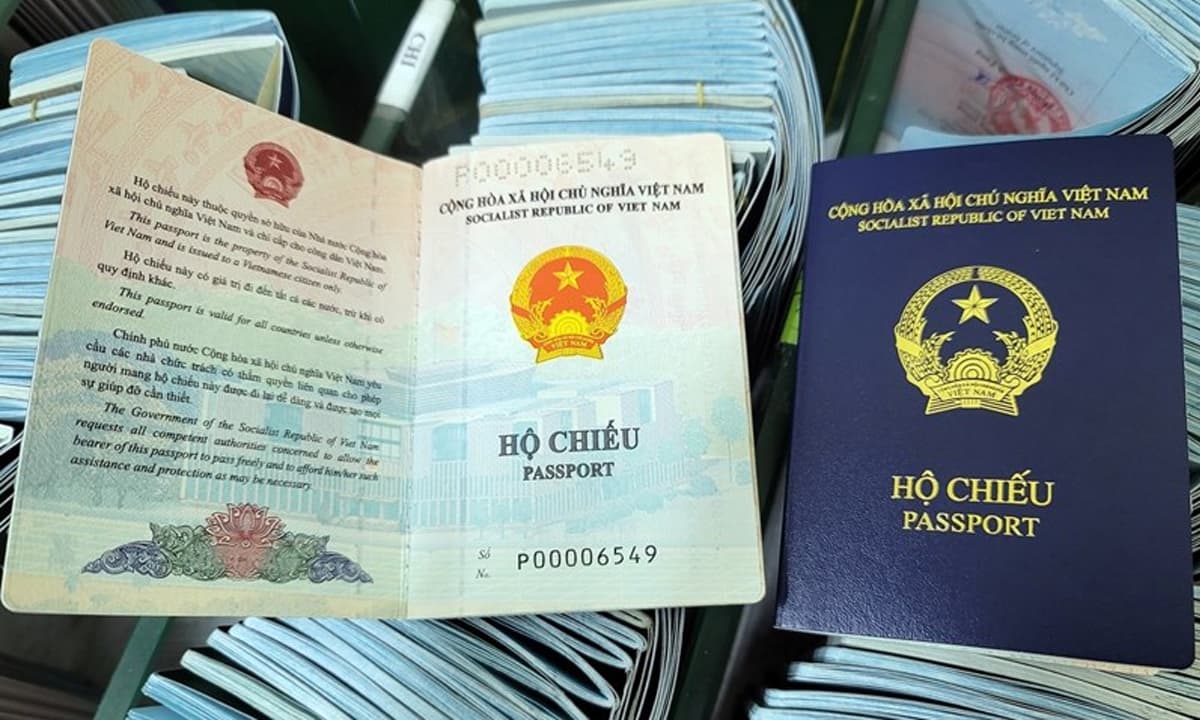 CHI
Hộ chiếu này thuộc quyền sở hữu của Nhà nước Cộng hòa
xã hội chủ nghĩa Việt Nam và chỉ cấp cho công dân Việt Nam.
This passport is the property of the Socialist Republic of
Viet Nam and is issued to a Vietnamese citizen only.
Hộ chiếu này có giá trị đi đến tất cả các nước, trừ khi có
quy định khác.
This passport is valid for all countries unless otherwise
endorsed.
Chính phủ nước Cộng hòa xã hội chủ nghĩa Việt Nam yêu
cầu các nhà chức trách có thẩm quyền liên quan cho phép
người mang hộ chiếu này được đi lại dễ dàng và được tạo mọi
sự giúp đỡ cần thiết.
The Government of the Socialist Republic of Viet Nam
requests all competent authorities concerned to allow the
bearer of this passport to pass freely and to afford him/her such
assistance and protection as may be necessary.
P00006549
CỘNG HÒA XÃ HỘI CHỦ NGHĨA VIỆT NAM
SOCIALIST REPUBLIC OF VIET NAM
VIỆT NAM
HỘ CHIẾU
PASSPORT
Số
No.
P00006549
CỘNG HÒA XÃ HỘI CHỦ NGHĨA VIỆT NAM
SOCIALIST REPUBLIC OF VIET NAM
VIỆT NAM
HỘ CHIẾU
PASSPORT